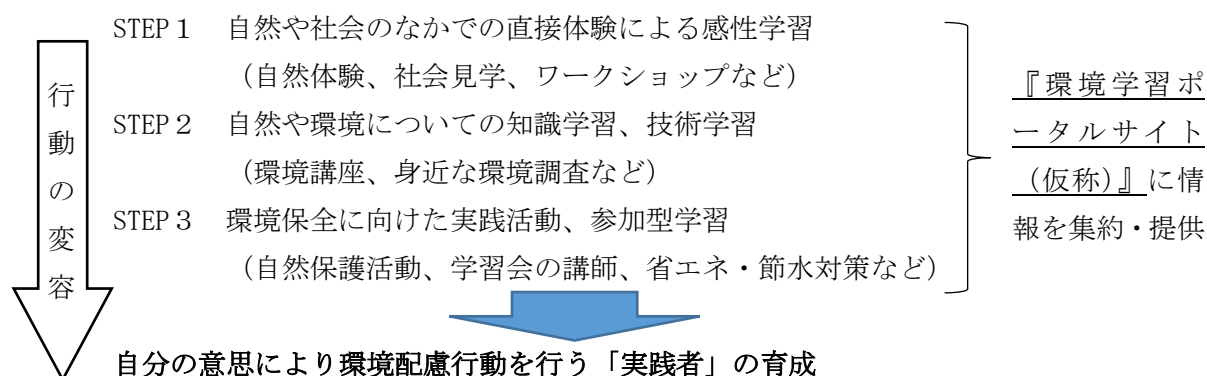 行動の変容
STEP１　自然や社会のなかでの直接体験による感性学習
（自然体験、社会見学、ワークショップなど）
STEP２　自然や環境についての知識学習、技術学習
（環境講座、身近な環境調査など）
STEP３　環境保全に向けた実践活動、参加型学習
（自然保護活動、学習会の講師、省エネ・節水対策など）
『環境学習ポ
ータルサイト
（仮称）』に情
報を集約・提供
自分の意思により環境配慮行動を行う「実践者」の育成